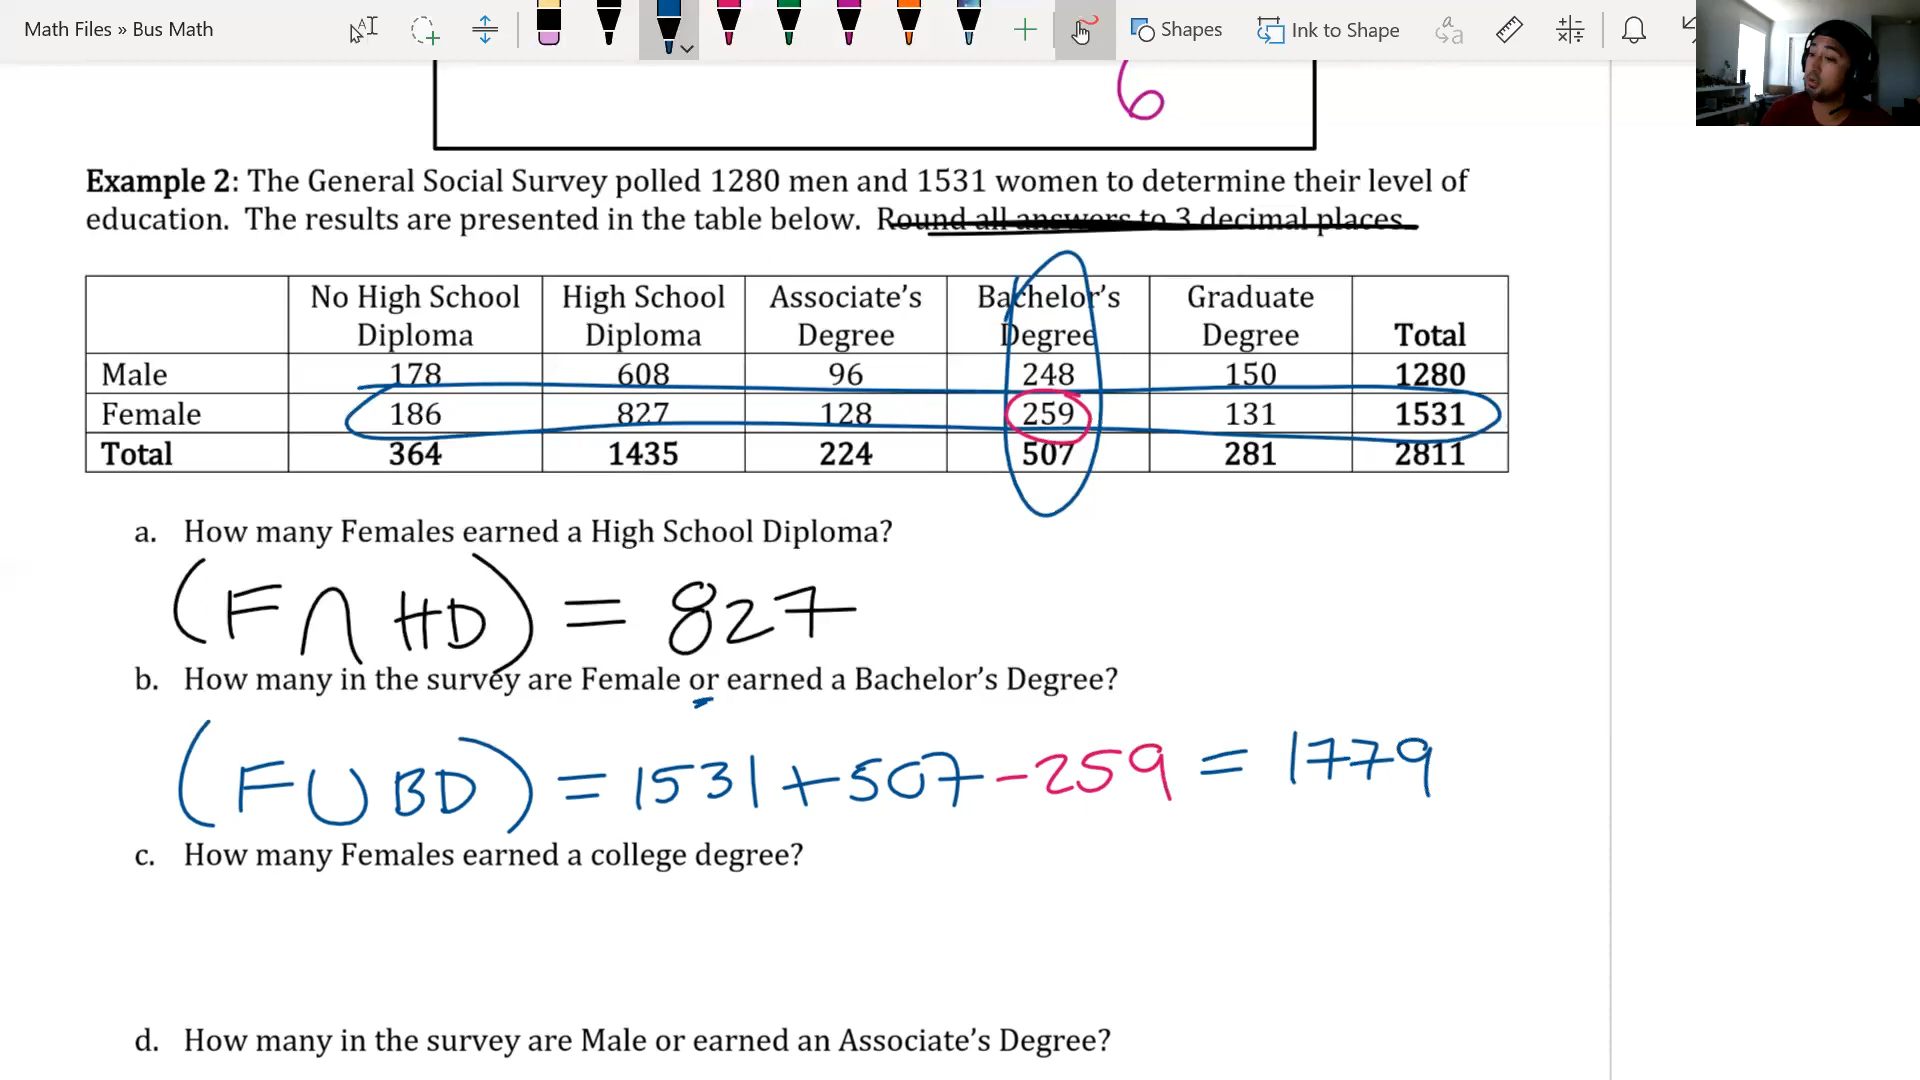 Math Files » Bus Math
Shapes
Ink to Shape
6
Example 2: The General Social Survey polled 1280 men and 1531 women to determine their level of
education. The results are presented in the table below. Round all answers to 3 decimal places.
No High School Diploma High School Diploma Associate's Degree Bachelor's Degree Graduate Degree Total
Male 178 608 96 248 150 1280
Female 186 827 128 259 131 1531
Total 364 1435 224 507 281 2811
a. How many Females earned a High School Diploma?
(F ∩ HD) = 827
b. How many in the survey are Female or earned a Bachelor's Degree?
(F ∪ BD) = 1531 + 507 - 259 = 1779
c. How many Females earned a college degree?
d. How many in the survey are Male or earned an Associate's Degree?